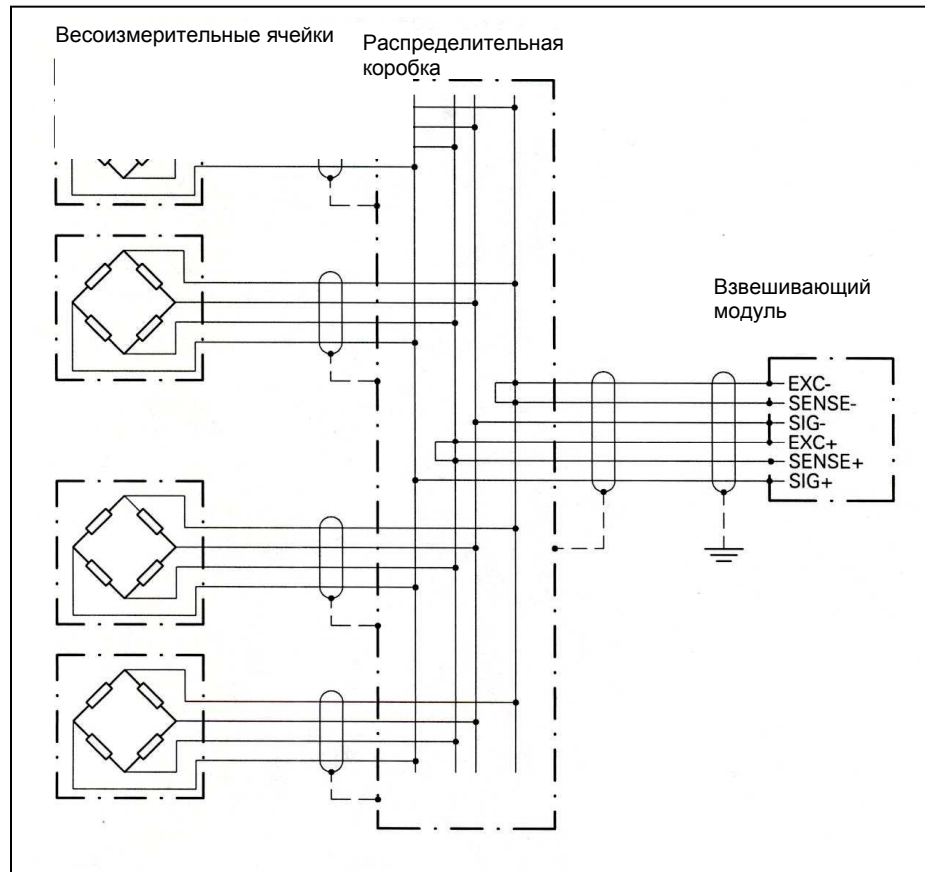 Весоизмерительные ячейки
Распределительная
коробка
Взвешивающий
модуль
EXC-
SENSE-
SIG-
EXC+
SENSE+
SIG+